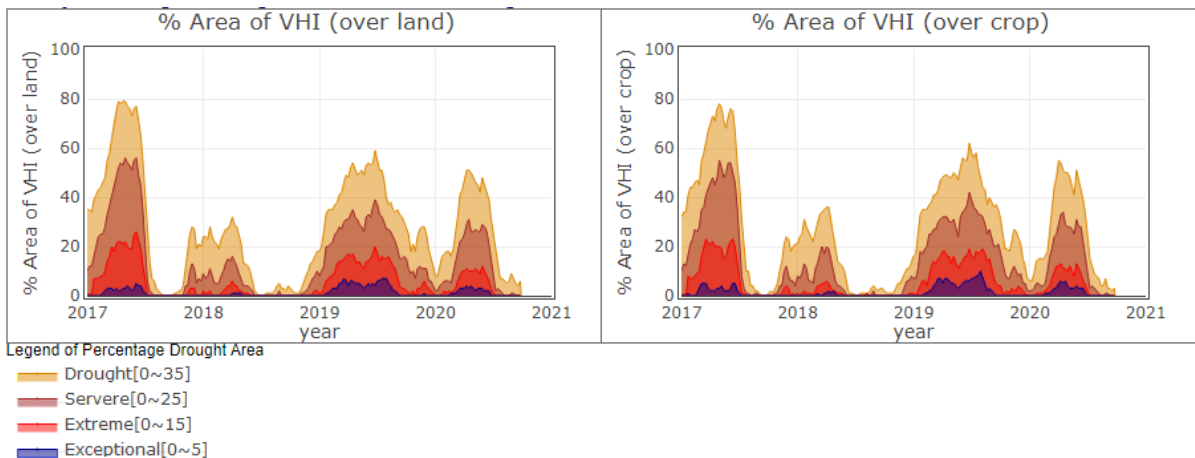 % Area of VHI (over land)
% Area of VHI (over land)
100
80
60
40
20
0
2017 2018 2019 2020 2021
year
% Area of VHI (over crop)
% Area of VHI (over crop)
100
80
60
40
20
0
2017 2018 2019 2020 2021
year
Legend of Percentage Drought Area
Drought[0~35]
Servere[0~25]
Extreme[0~15]
Exceptional[0~5]